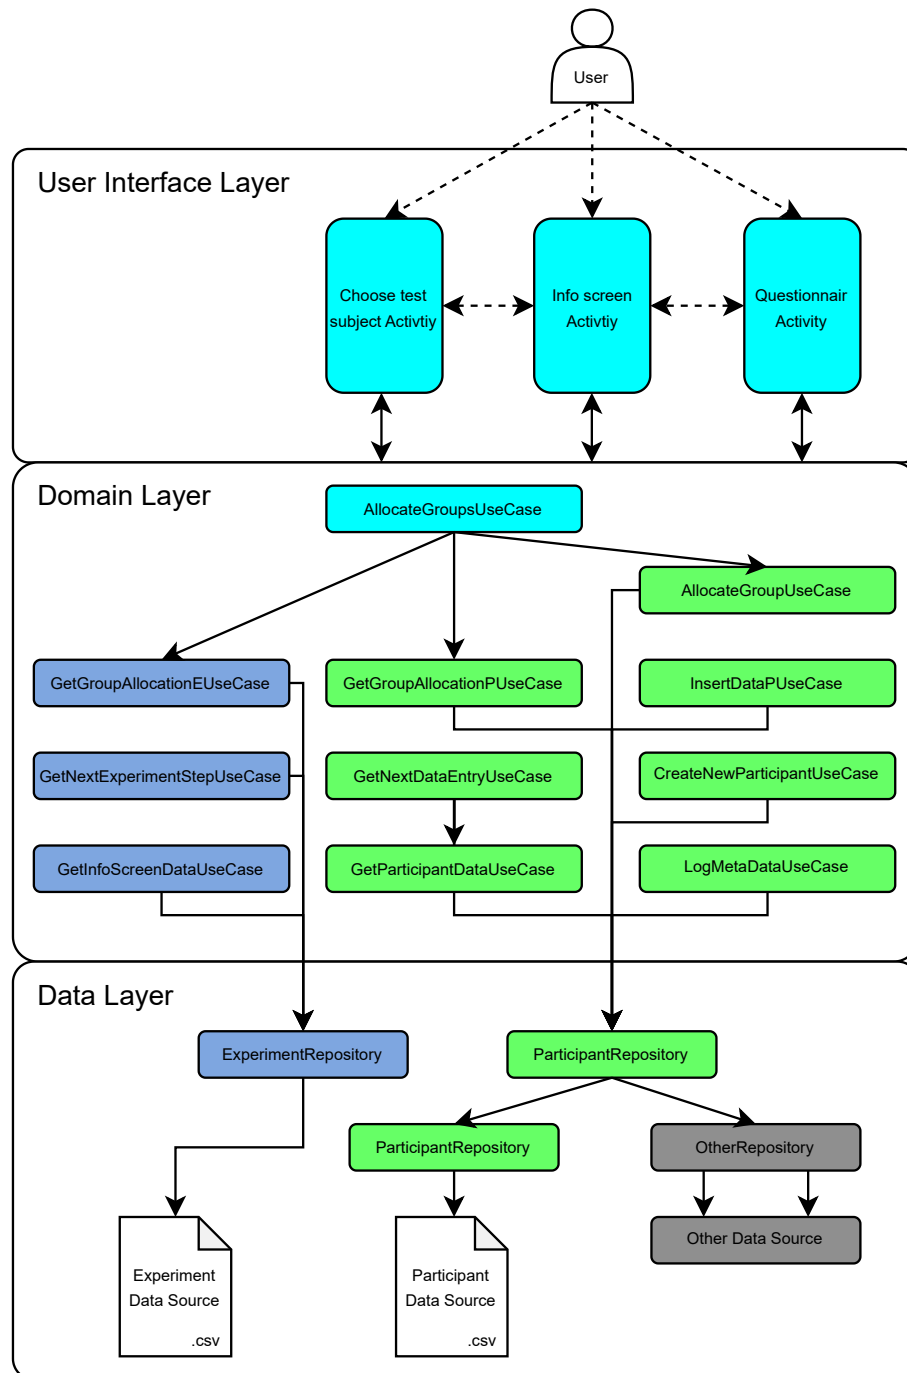 User
User Interface Layer
Choose test
subject Activtiy
Info screen
Activtiy
Questionnair
Activity
Domain Layer
AllocateGroupsUseCase
AllocateGroupUseCase
GetGroupAllocationEUseCase
GetGroupAllocationPUseCase
InsertDataPUseCase
GetNextExperimentStepUseCase
GetNextDataEntryUseCase
CreateNewParticipantUseCase
GetInfoScreenDataUseCase
GetParticipantDataUseCase
LogMetaDataUseCase
Data Layer
ExperimentRepository
ParticipantRepository
ParticipantRepository
OtherRepository
Other Data Source
Experiment
Data Source
.csv
Participant
Data Source
.csv